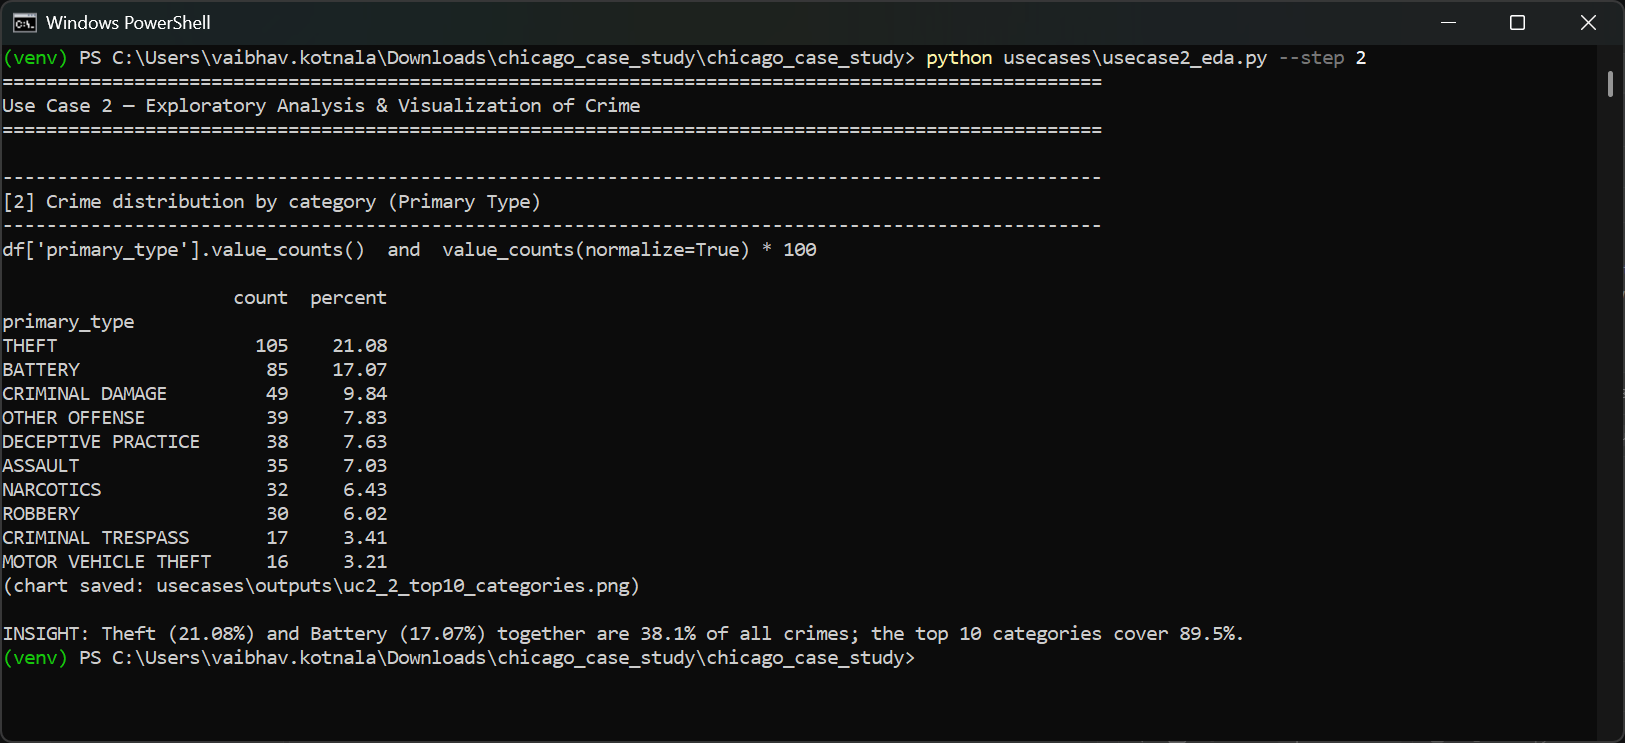 Windows PowerShell
(venv) PS C:\Users\vaibhav.kotnala\Downloads\chicago_case_study\chicago_case_study> python usecases\usecase2_eda.py --step 2
====================================================================================================
Use Case 2 — Exploratory Analysis & Visualization of Crime
====================================================================================================
----------------------------------------------------------------------------------------------------
[2] Crime distribution by category (Primary Type)
----------------------------------------------------------------------------------------------------
df['primary_type'].value_counts()  and  value_counts(normalize=True) * 100
                     count  percent
primary_type
THEFT                  105    21.08
BATTERY                 85    17.07
CRIMINAL DAMAGE         49     9.84
OTHER OFFENSE           39     7.83
DECEPTIVE PRACTICE      38     7.63
ASSAULT                 35     7.03
NARCOTICS               32     6.43
ROBBERY                 30     6.02
CRIMINAL TRESPASS       17     3.41
MOTOR VEHICLE THEFT     16     3.21
(chart saved: usecases\outputs\uc2_2_top10_categories.png)
INSIGHT: Theft (21.08%) and Battery (17.07%) together are 38.1% of all crimes; the top 10 categories cover 89.5%.
(venv) PS C:\Users\vaibhav.kotnala\Downloads\chicago_case_study\chicago_case_study>